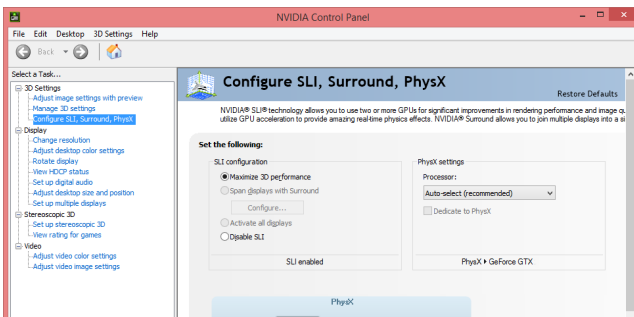 NVIDIA Control Panel
File Edit Desktop 3D Settings Help
Back
Select a Task...
3D Settings
Adjust image settings with preview
Manage 3D settings
Configure SLI, Surround, PhysX
Display
Change resolution
Adjust desktop color settings
Rotate display
View HDCP status
Set up digital audio
Adjust desktop size and position
Set up multiple displays
Stereoscopic 3D
Set up stereoscopic 3D
View rating for games
Video
Adjust video color settings
Adjust video image settings
Configure SLI, Surround, PhysX
Restore Defaults
NVIDIA® SLI® technology allows you to use two or more GPUs for significant improvements in rendering performance and image qu
utilize GPU acceleration to provide amazing real-time physics effects. NVIDIA® Surround allows you to join multiple displays into a si
Set the following:
SLI configuration
Maximize 3D performance
Span displays with Surround
Configure...
Activate all displays
Disable SLI
SLI enabled
PhysX settings
Processor:
Auto-select (recommended)
Dedicate to PhysX
PhysX GeForce GTX
PhysX